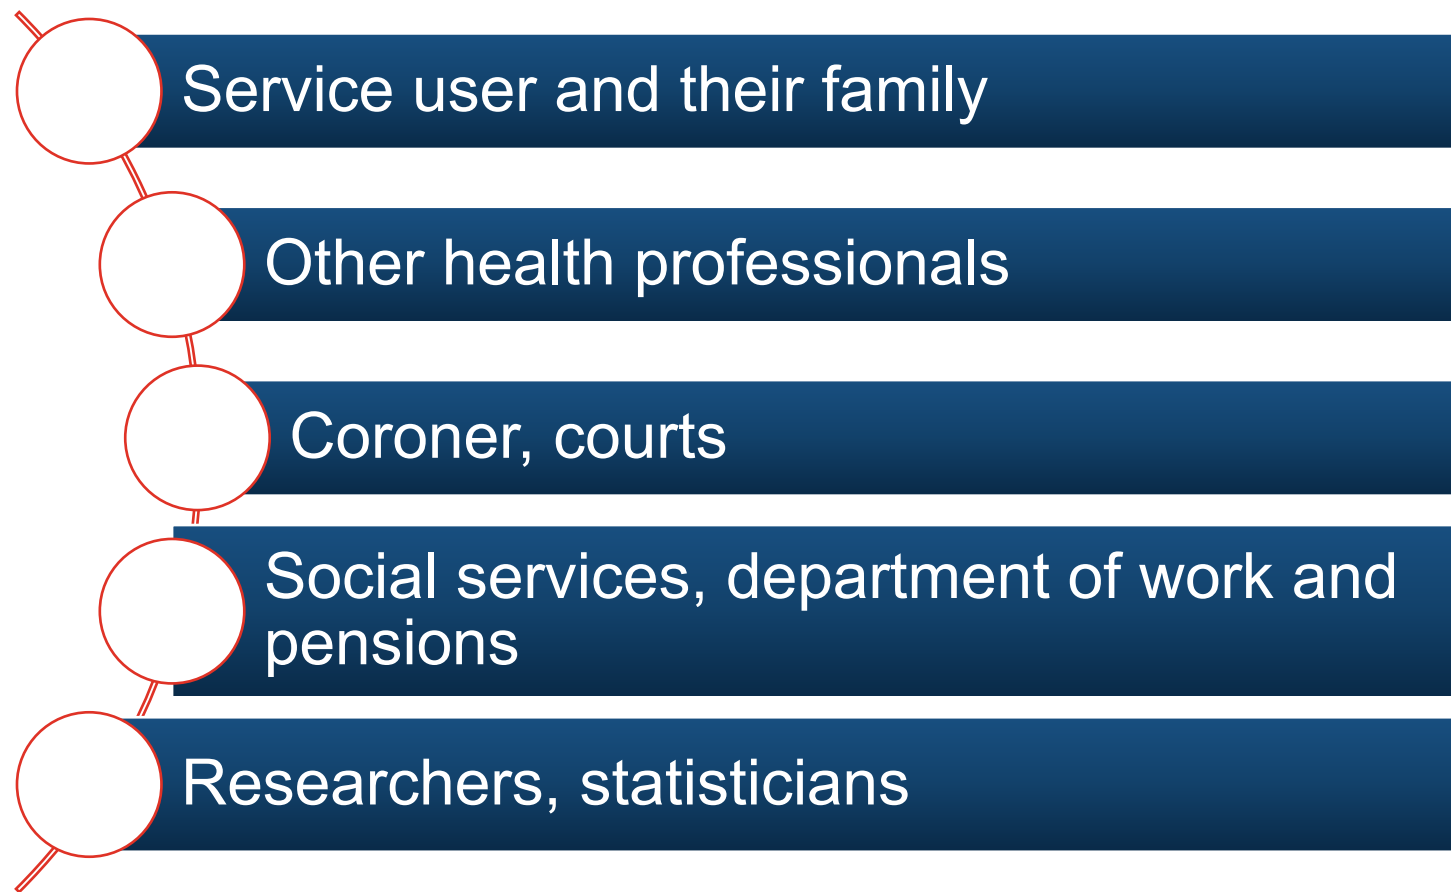 Service user and their family
Other health professionals
Coroner, courts
Social services, department of work and
pensions
Researchers, statisticians